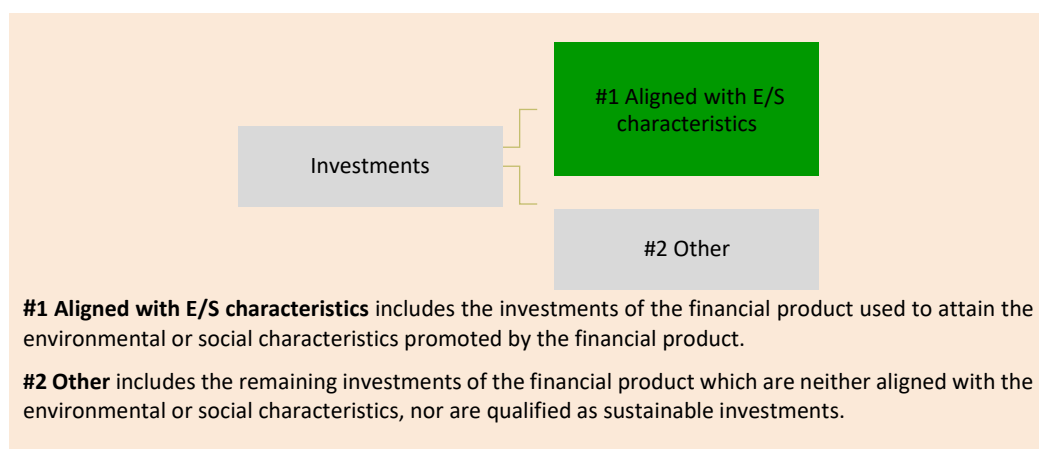 #1 Aligned with E/S
characteristics
Investments
#2 Other
#1 Aligned with E/S characteristics includes the investments of the financial product used to attain the
environmental or social characteristics promoted by the financial product.
#2 Other includes the remaining investments of the financial product which are neither aligned with the
environmental or social characteristics, nor are qualified as sustainable investments.